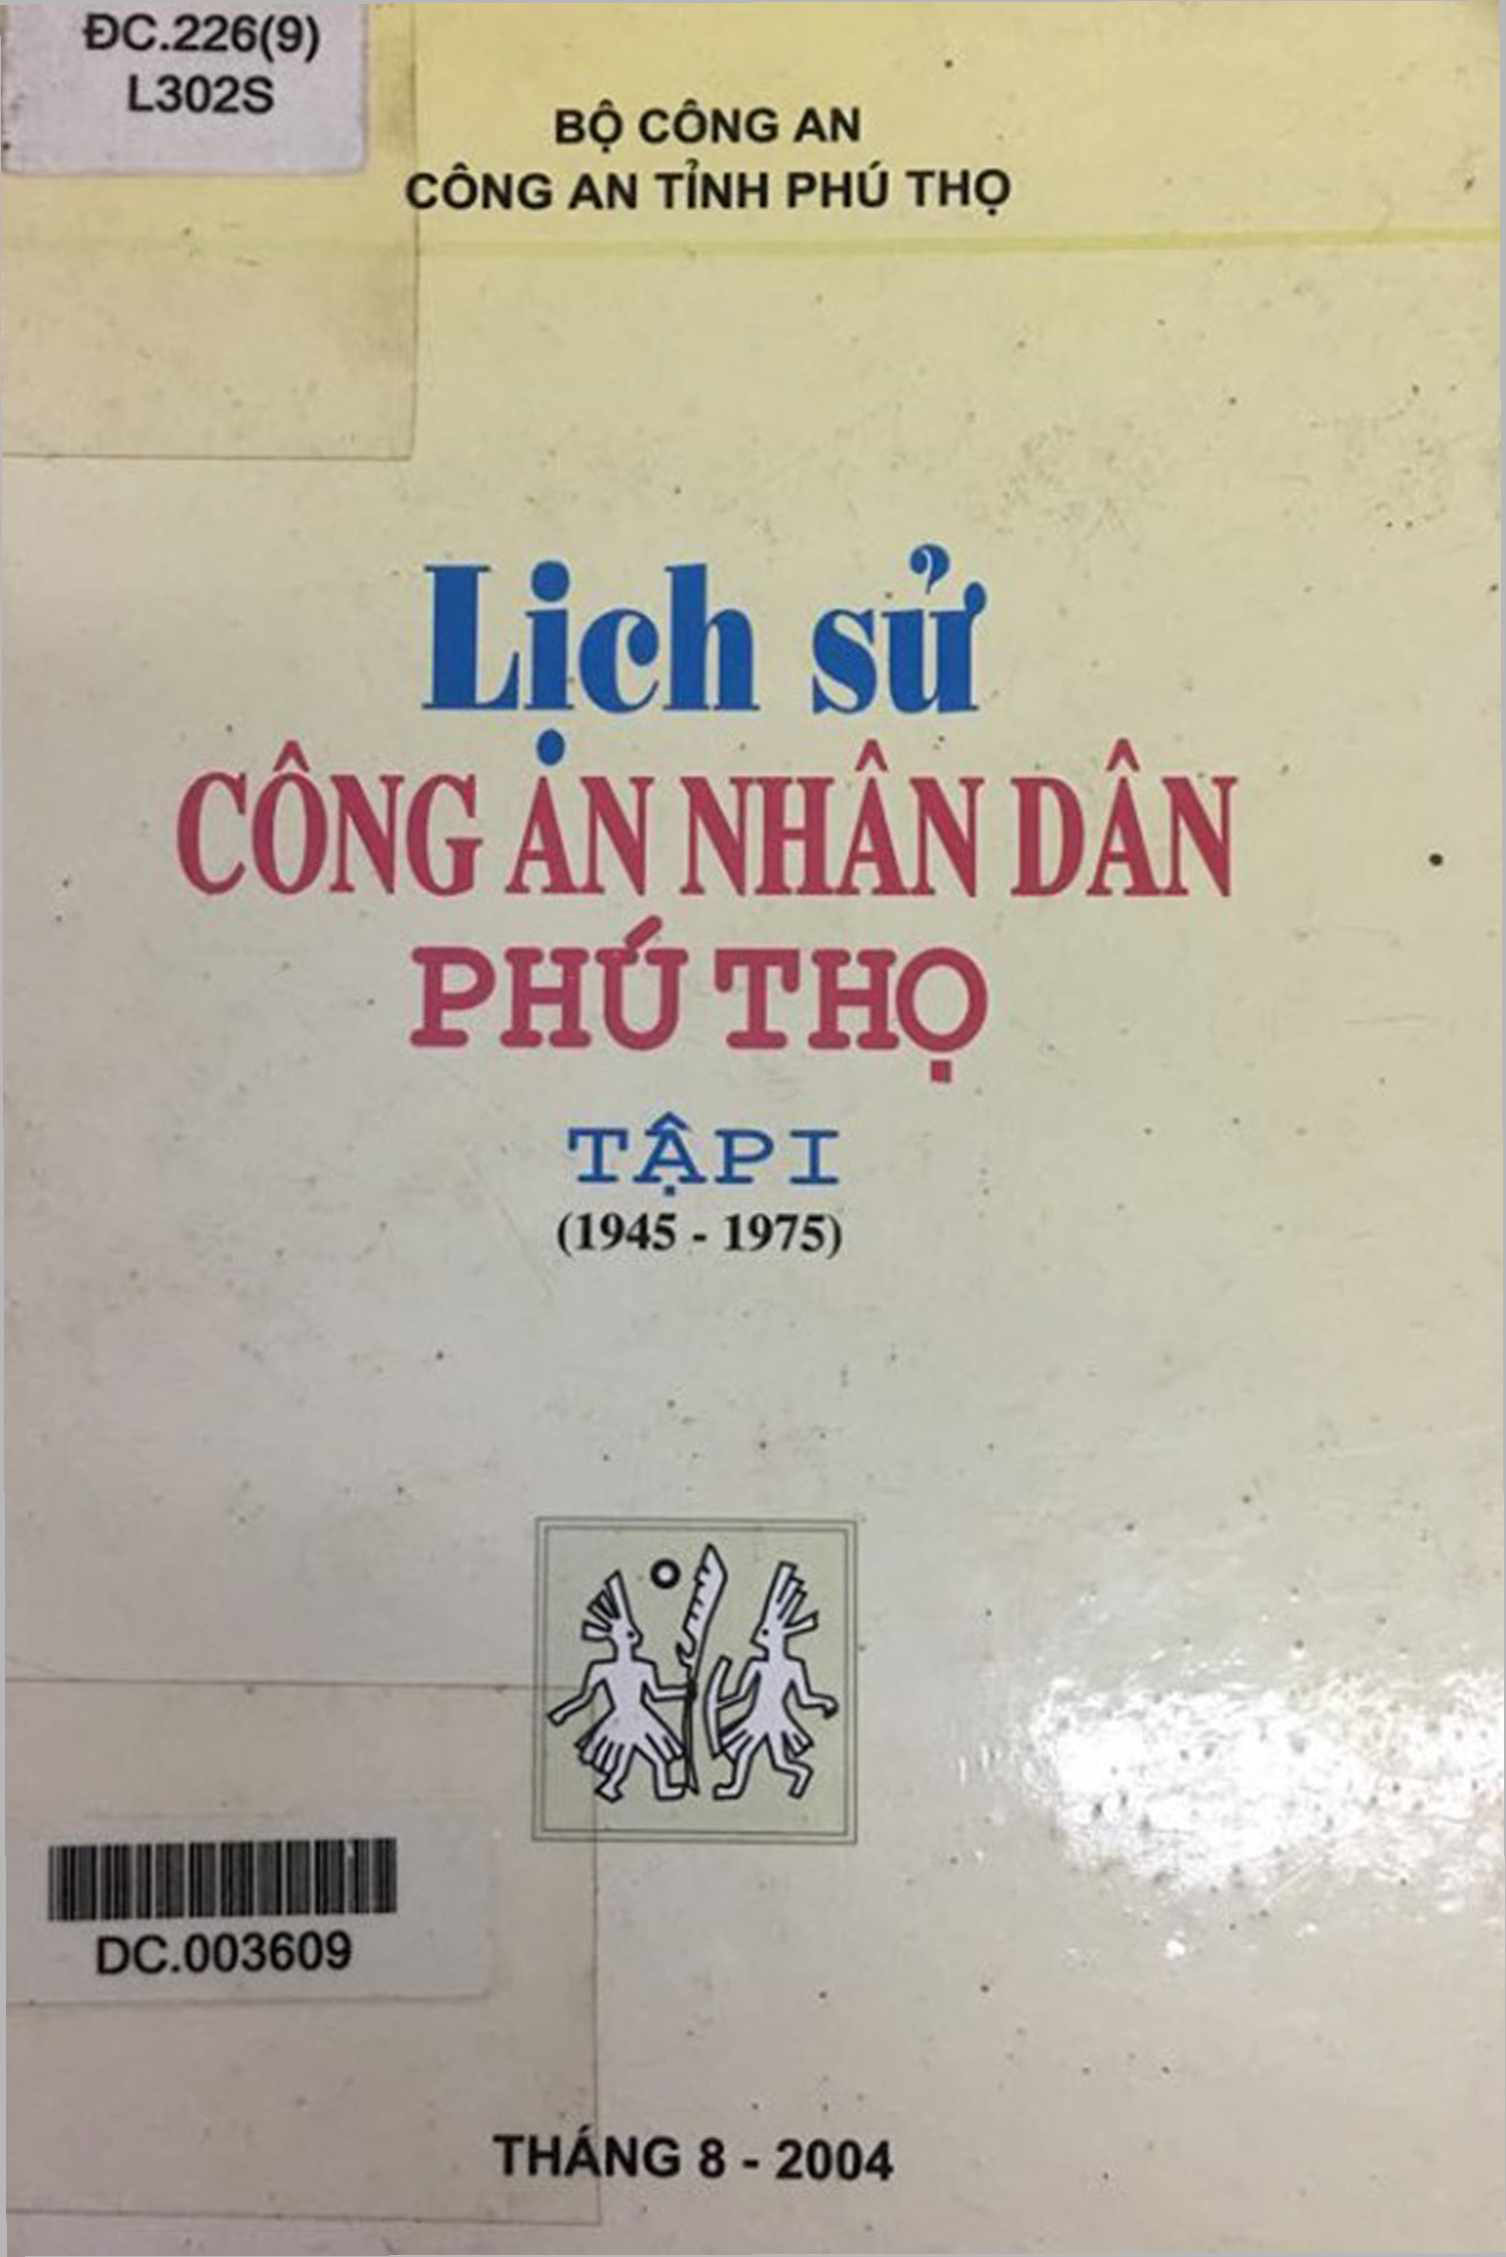 ĐC.226(9)
L302S
BỘ CÔNG AN
CÔNG AN TỈNH PHÚ THỌ
Lịch sử
CÔNG AN NHÂN DÂN
PHÚ THỌ
TẬP I
(1945 - 1975)
DC.003609
THÁNG 8 - 2004